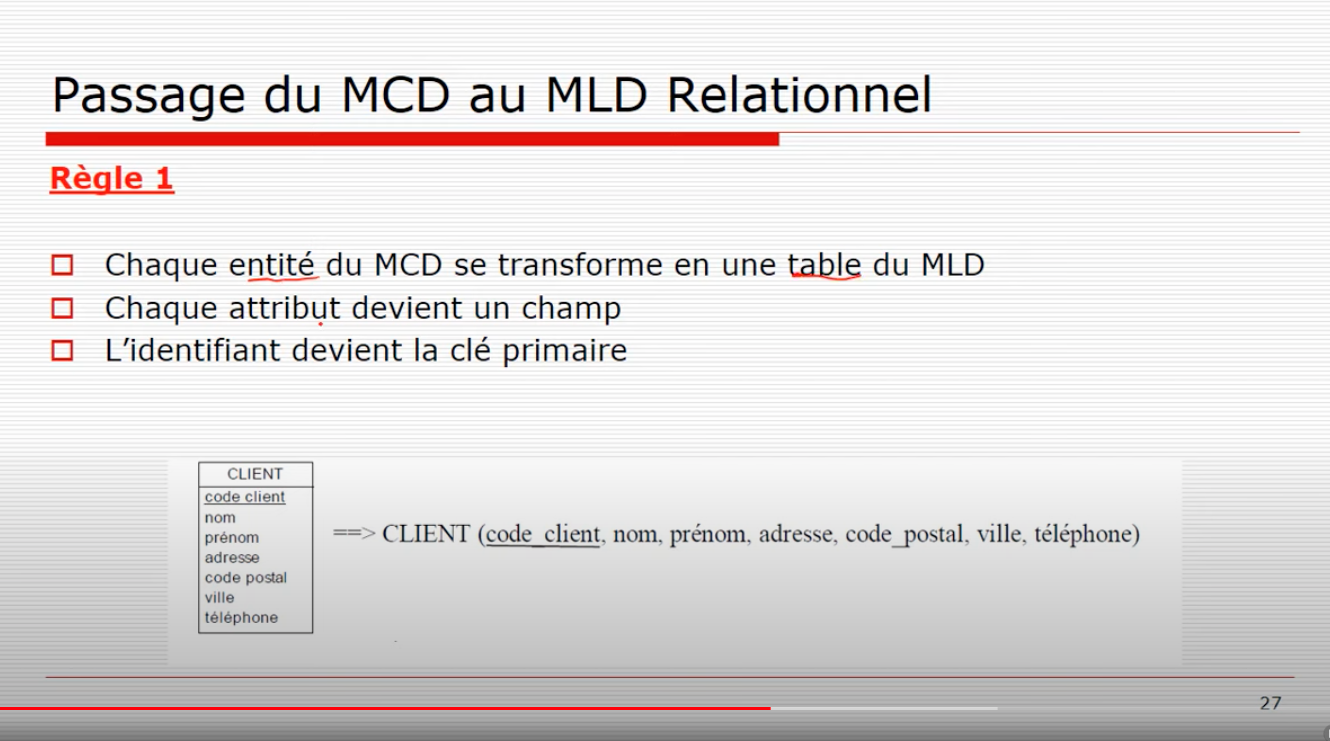 Passage du MCD au MLD Relationnel
Règle 1
Chaque entité du MCD se transforme en une table du MLD
Chaque attribut devient un champ
L'identifiant devient la clé primaire
CLIENT
code client
nom
prénom
adresse
code postal
ville
téléphone
==> CLIENT (code_client, nom, prénom, adresse, code_postal, ville, téléphone)
27